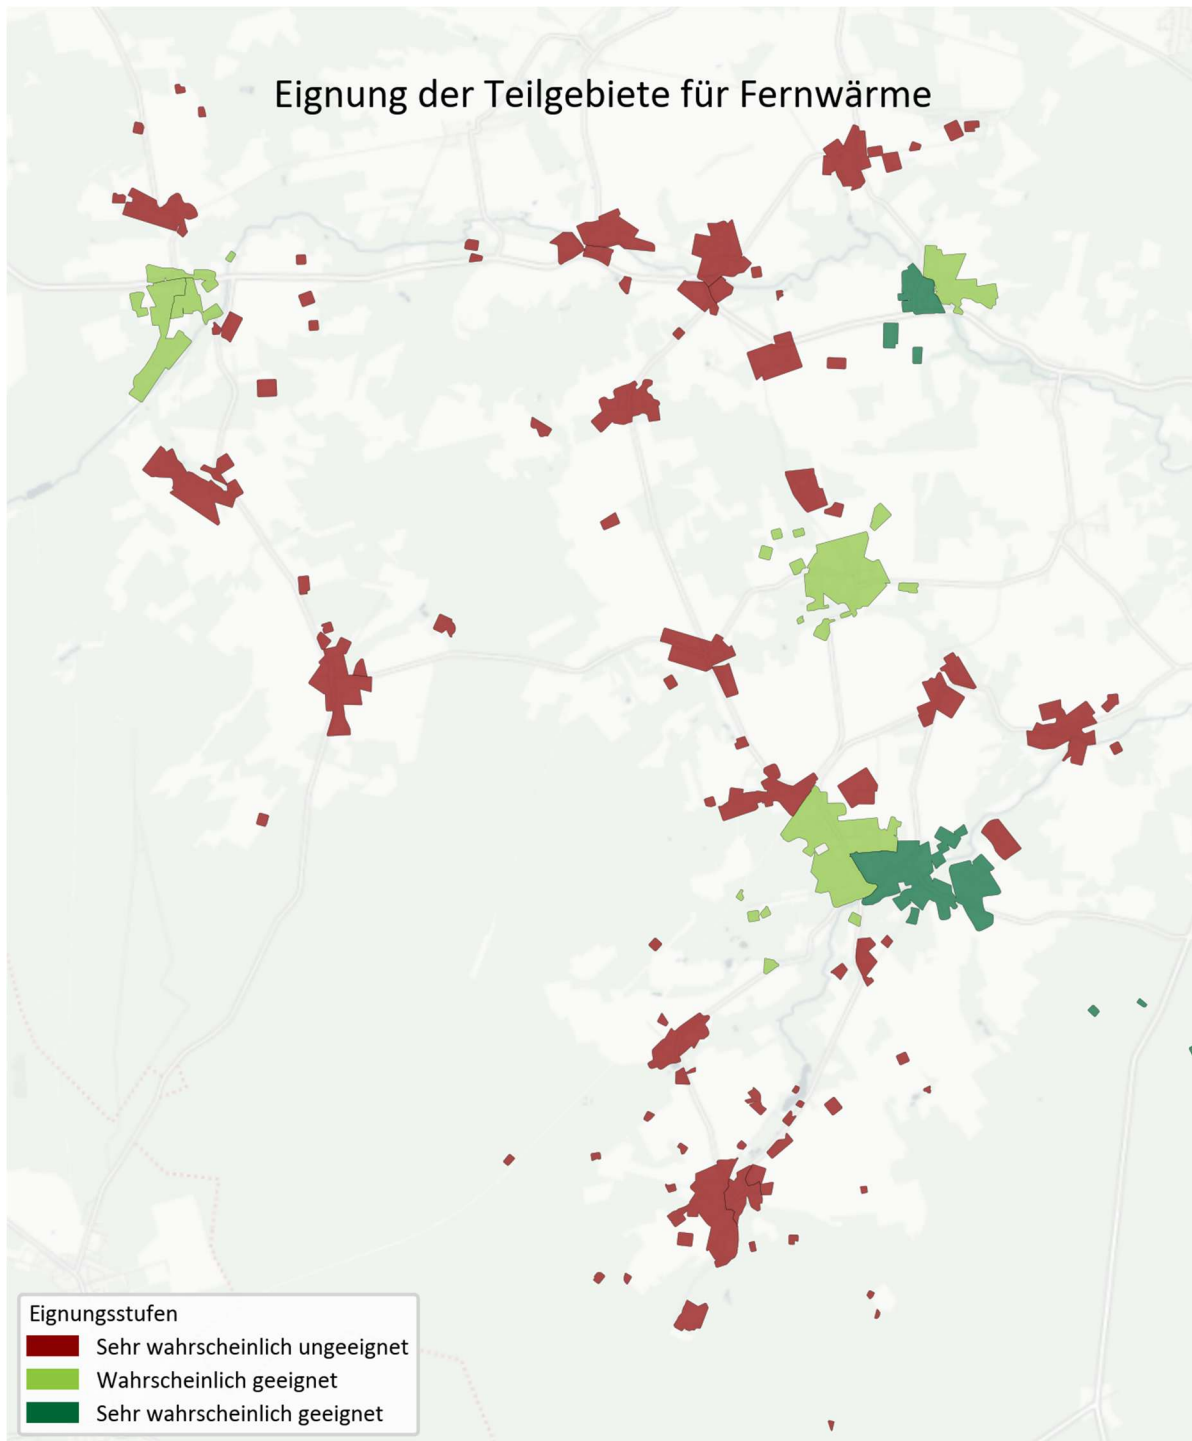 Eignung der Teilgebiete für Fernwärme
Eignungsstufen
Sehr wahrscheinlich ungeeignet
Wahrscheinlich geeignet
Sehr wahrscheinlich geeignet